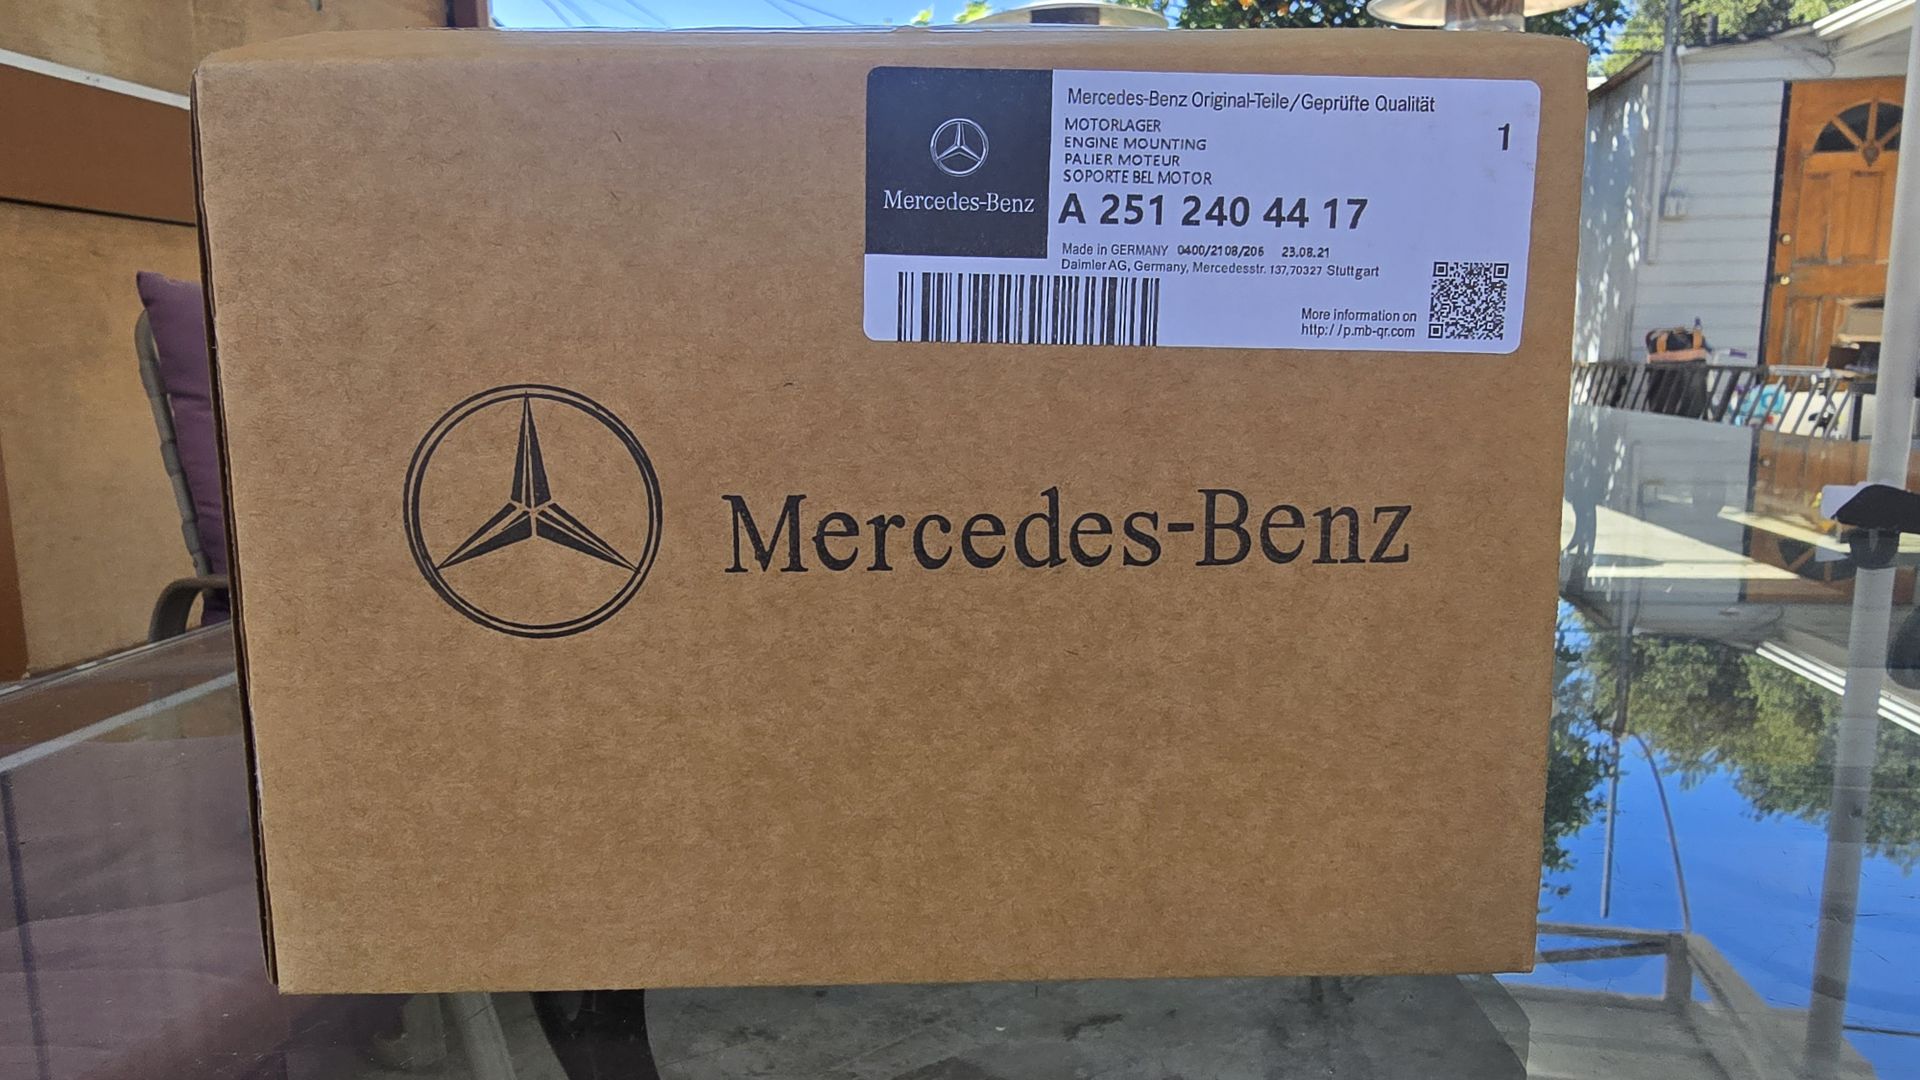 Mercedes-Benz Original-Teile/Geprüfte Qualität
MOTORLAGER
ENGINE MOUNTING
PALIER MOTEUR
SOPORTE BEL MOTOR
1
Mercedes-Benz
A 251 240 44 17
Made in GERMANY 0400/2108/206 23.08.21
Daimler AG, Germany, Mercedesstr. 137,70327 Stuttgart
More information on
http://p.mb-qr.com
Mercedes-Benz